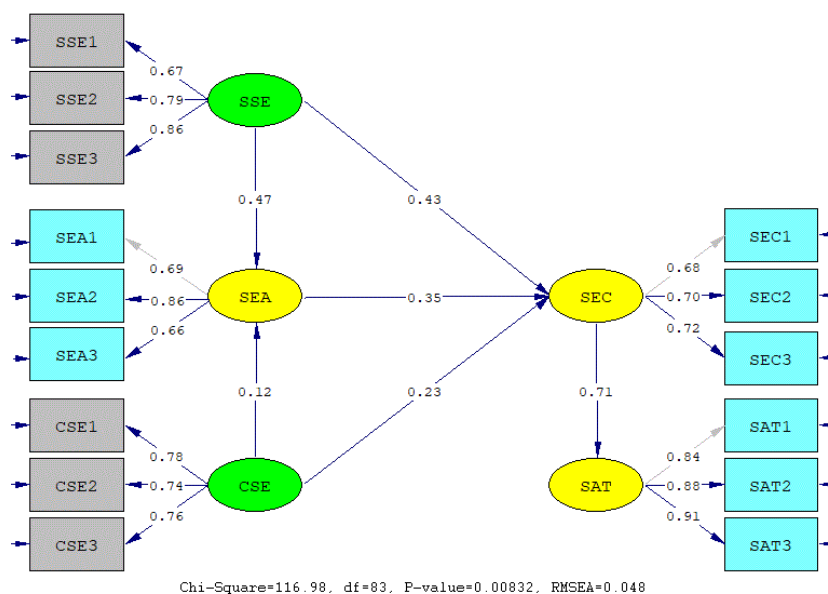 SSE1
0.67
SSE2
0.79
SSE
0.86
SSE3
0.47
0.43
SEA1
0.69
SEC1
0.68
SEA2
0.86
SEA
0.35
SEC
0.70
SEC2
0.66
0.72
SEA3
SEC3
0.12
0.23
0.71
CSE1
0.78
SAT1
0.84
CSE2
0.74
CSE
SAT
0.88
SAT2
0.76
0.91
CSE3
SAT3
Chi-Square=116.98, df=83, P-value=0.00832, RMSEA=0.048